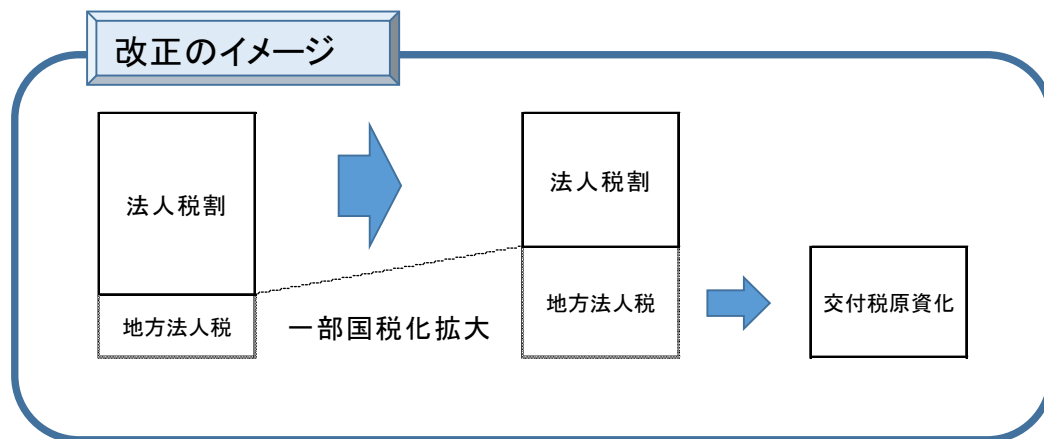 改正のイメージ
法人税割
地方法人税
一部国税化拡大
法人税割
地方法人税
交付税原資化